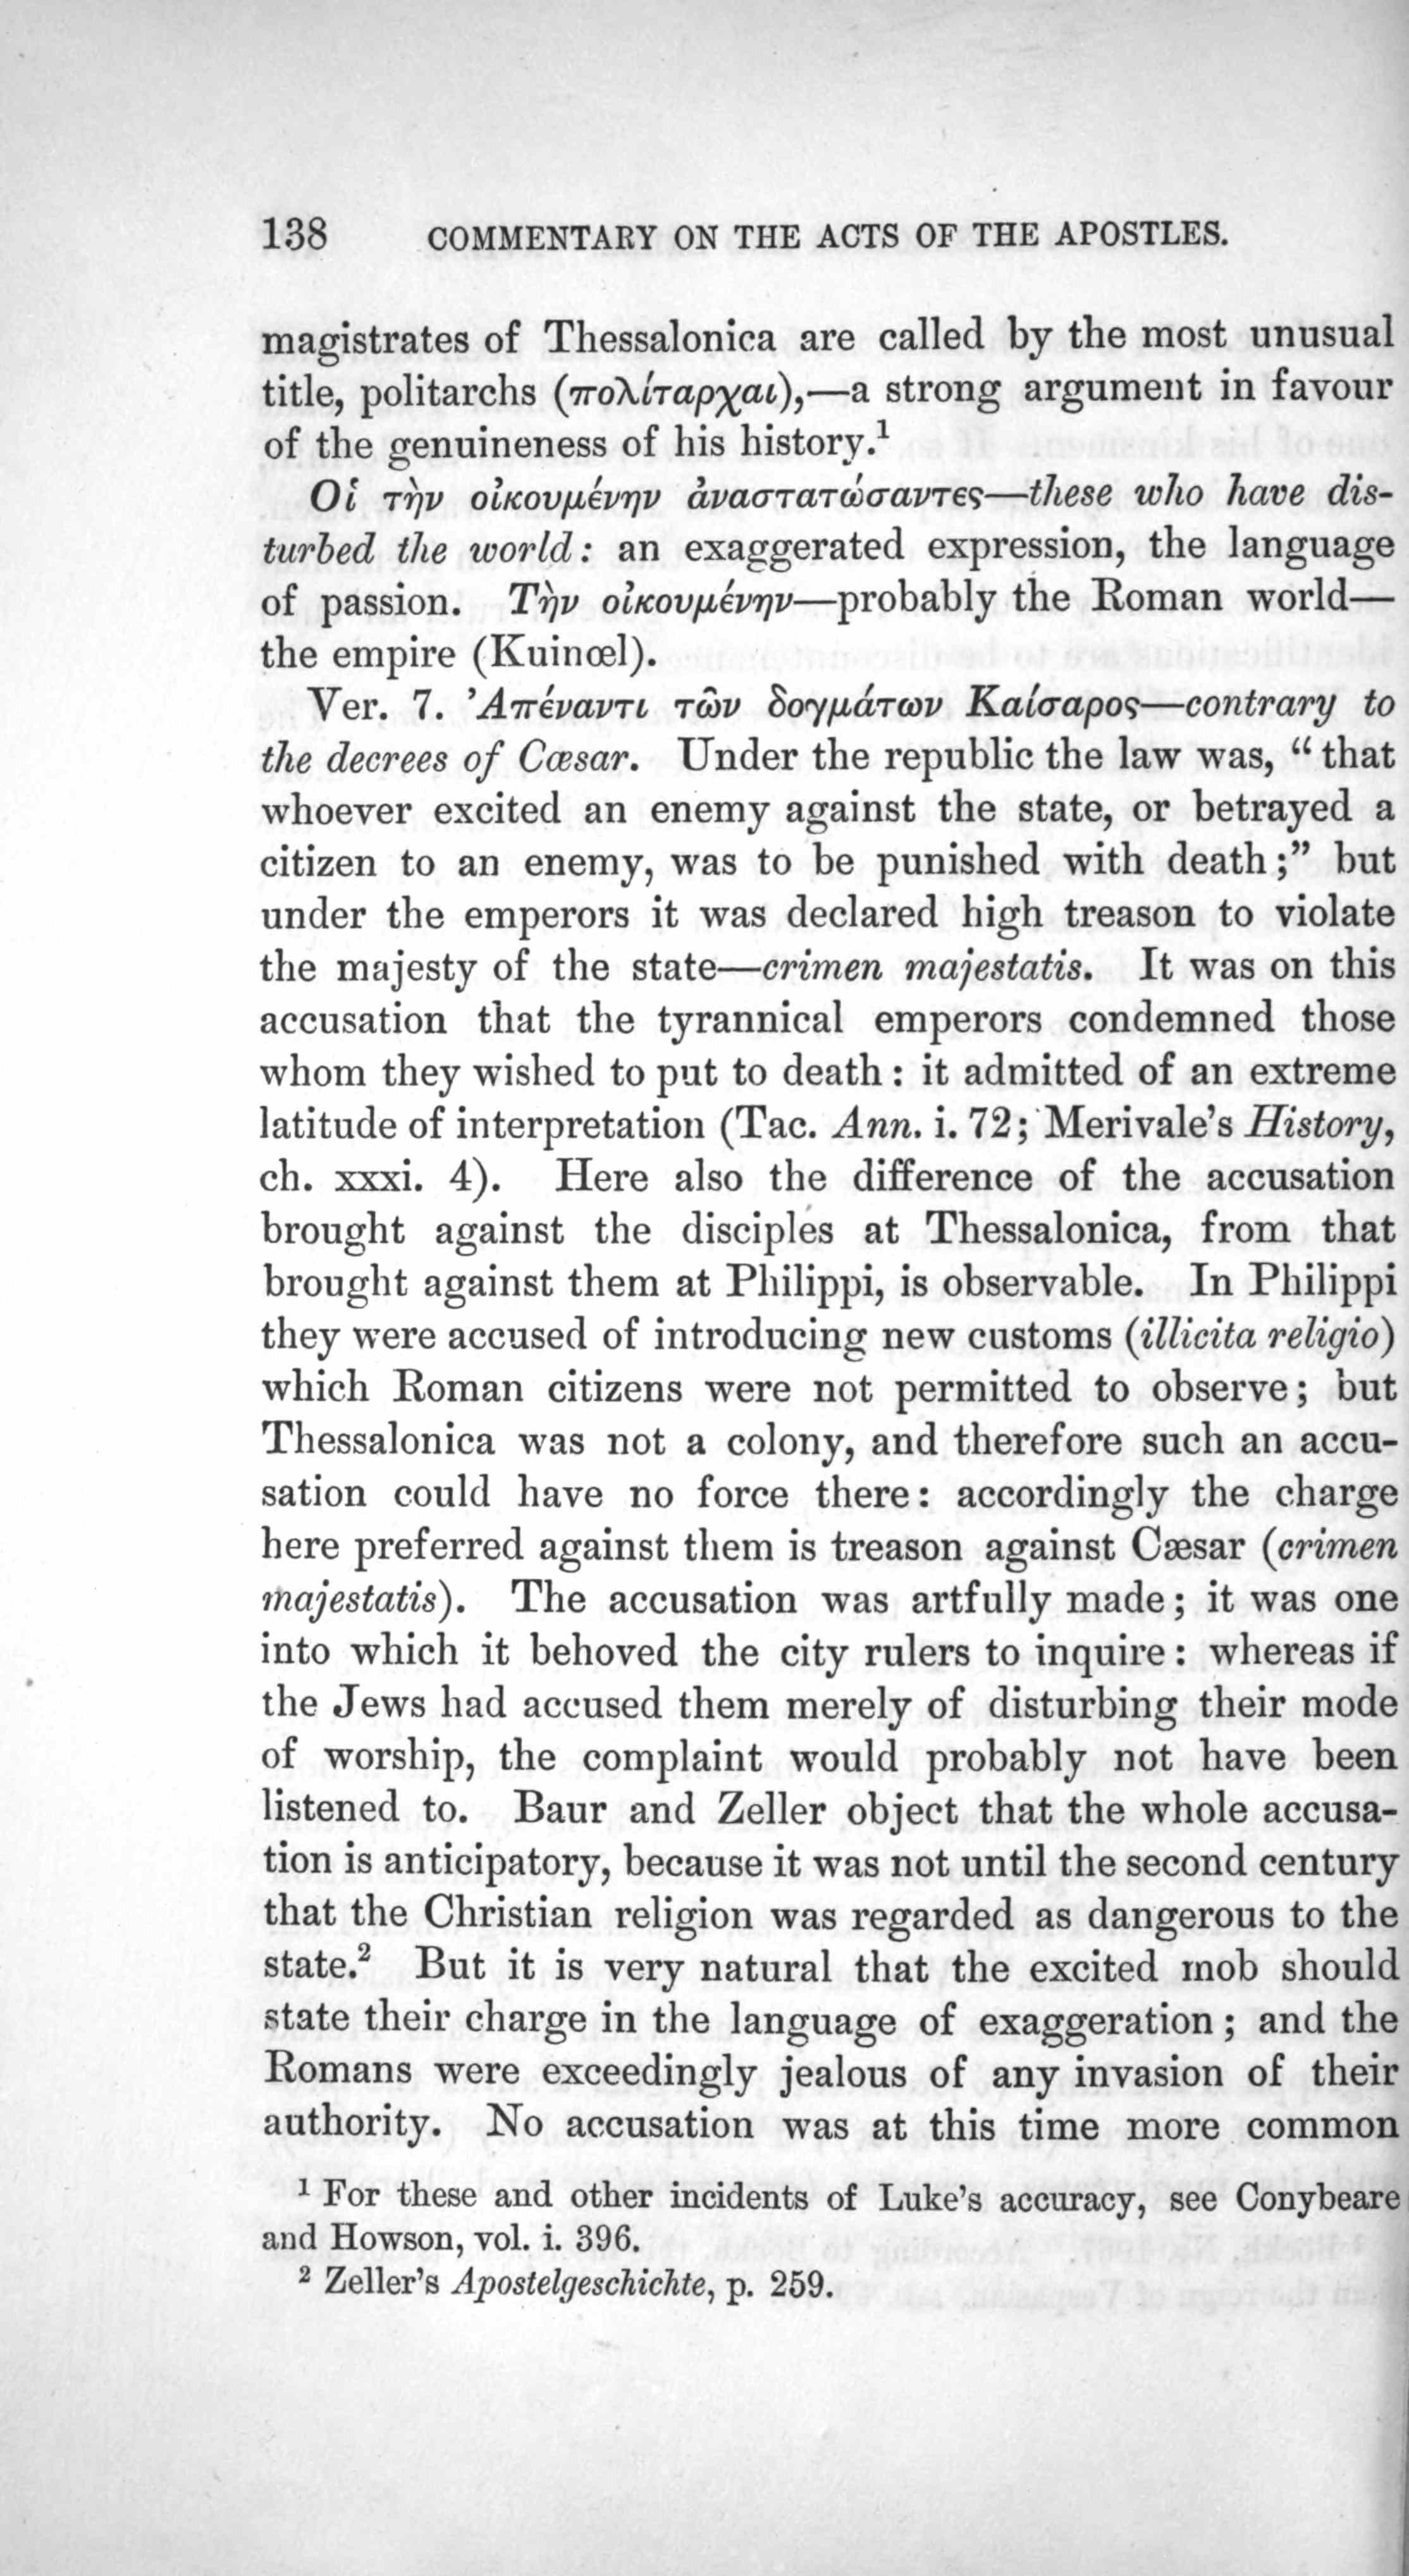 138 COMMENTARY ON THE ACTS OF THE APOSTLES.
magistrates of Thessalonica are called by the most unusual
title, politarchs (πολίταρχαι),—a strong argument in favour
of the genuineness of his history.¹
Οἱ τὴν οἰκουμένην ἀναστατώσαντες—these who have dis-
turbed the world: an exaggerated expression, the language
of passion. Τὴν οἰκουμένην—probably the Roman world—
the empire (Kuinœl).
Ver. 7. Ἀπέναντι τῶν δογμάτων Καίσαρος—contrary to
the decrees of Cæsar. Under the republic the law was, “that
whoever excited an enemy against the state, or betrayed a
citizen to an enemy, was to be punished with death;” but
under the emperors it was declared high treason to violate
the majesty of the state—crimen majestatis. It was on this
accusation that the tyrannical emperors condemned those
whom they wished to put to death: it admitted of an extreme
latitude of interpretation (Tac. Ann. i. 72; Merivale’s History,
ch. xxxi. 4). Here also the difference of the accusation
brought against the disciples at Thessalonica, from that
brought against them at Philippi, is observable. In Philippi
they were accused of introducing new customs (illicita religio)
which Roman citizens were not permitted to observe; but
Thessalonica was not a colony, and therefore such an accu-
sation could have no force there: accordingly the charge
here preferred against them is treason against Cæsar (crimen
majestatis). The accusation was artfully made; it was one
into which it behoved the city rulers to inquire: whereas if
the Jews had accused them merely of disturbing their mode
of worship, the complaint would probably not have been
listened to. Baur and Zeller object that the whole accusa-
tion is anticipatory, because it was not until the second century
that the Christian religion was regarded as dangerous to the
state.² But it is very natural that the excited mob should
state their charge in the language of exaggeration; and the
Romans were exceedingly jealous of any invasion of their
authority. No accusation was at this time more common
¹ For these and other incidents of Luke’s accuracy, see Conybeare
and Howson, vol. i. 396.
² Zeller’s Apostelgeschichte, p. 259.